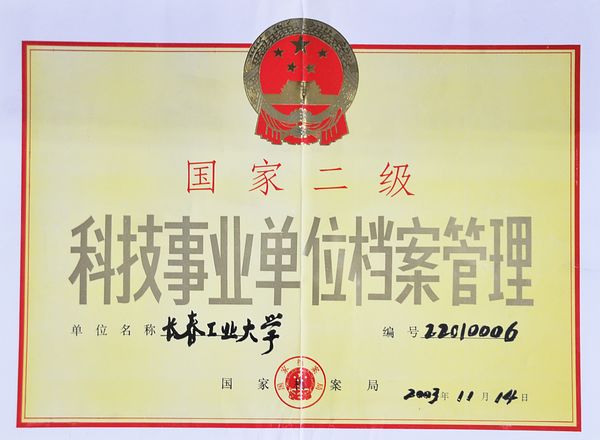 国家二级
科技事业单位档案管理
单位名称 长春工业大学 编号 22010006
国家档案局 2003年11月14日